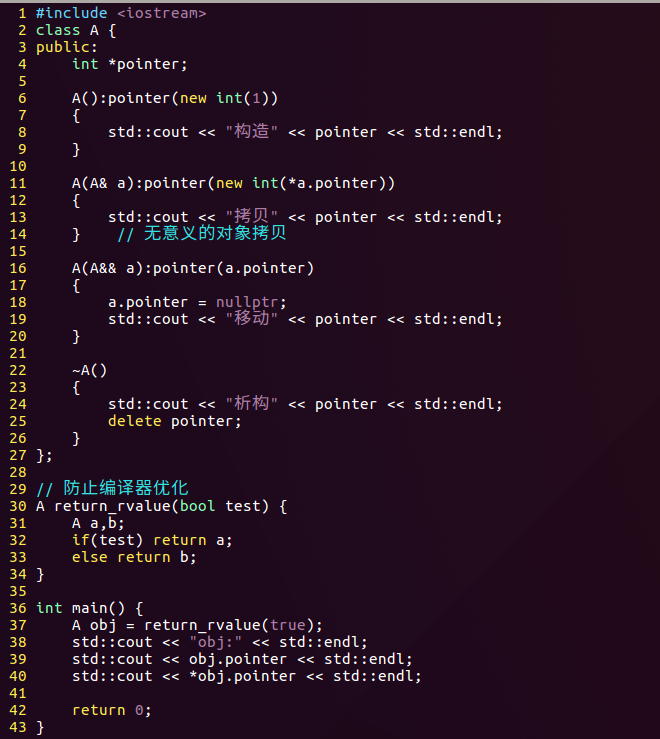 1 #include <iostream>
2 class A {
3 public:
4     int *pointer;
5
6     A():pointer(new int(1))
7     {
8         std::cout << "构造" << pointer << std::endl;
9     }
10
11     A(A& a):pointer(new int(*a.pointer))
12     {
13         std::cout << "拷贝" << pointer << std::endl;
14     }    // 无意义的对象拷贝
15
16     A(A&& a):pointer(a.pointer)
17     {
18         a.pointer = nullptr;
19         std::cout << "移动" << pointer << std::endl;
20     }
21
22     ~A()
23     {
24         std::cout << "析构" << pointer << std::endl;
25         delete pointer;
26     }
27 };
28
29 // 防止编译器优化
30 A return_rvalue(bool test) {
31     A a,b;
32     if(test) return a;
33     else return b;
34 }
35
36 int main() {
37     A obj = return_rvalue(true);
38     std::cout << "obj:" << std::endl;
39     std::cout << obj.pointer << std::endl;
40     std::cout << *obj.pointer << std::endl;
41
42     return 0;
43 }